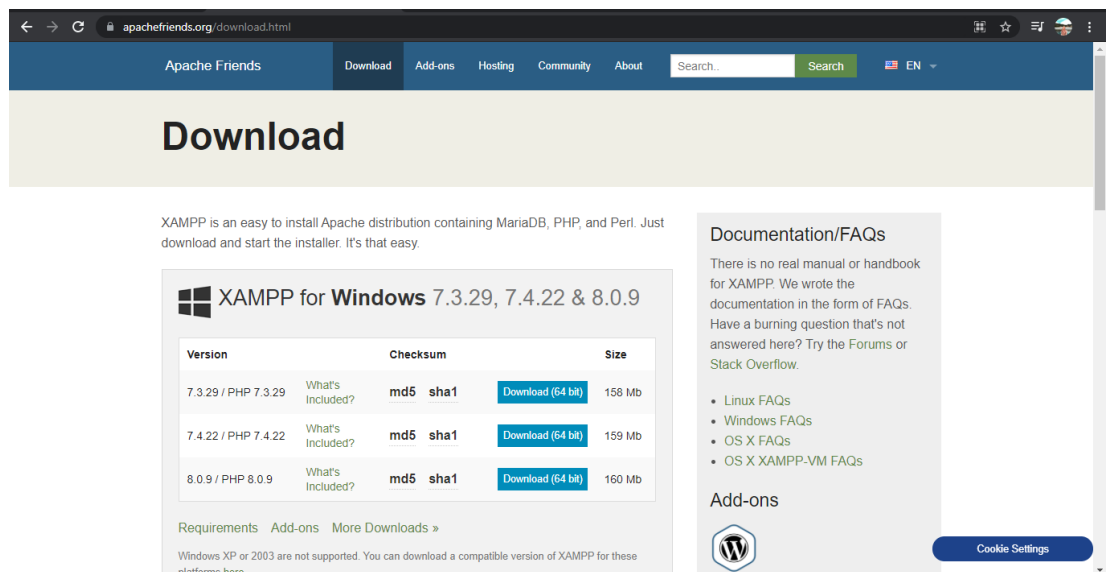 apachefriends.org/download.html
Apache Friends
Download
Add-ons
Hosting
Community
About
Search..
Search
EN
Download
XAMPP is an easy to install Apache distribution containing MariaDB, PHP, and Perl. Just
download and start the installer. It's that easy.
XAMPP for Windows 7.3.29, 7.4.22 & 8.0.9
Version Checksum Size
7.3.29 / PHP 7.3.29 What's Included? md5 sha1 Download (64 bit) 158 Mb
7.4.22 / PHP 7.4.22 What's Included? md5 sha1 Download (64 bit) 159 Mb
8.0.9 / PHP 8.0.9 What's Included? md5 sha1 Download (64 bit) 160 Mb
Requirements Add-ons More Downloads »
Windows XP or 2003 are not supported. You can download a compatible version of XAMPP for these
platforms here.
Documentation/FAQs
There is no real manual or handbook
for XAMPP. We wrote the
documentation in the form of FAQs.
Have a burning question that's not
answered here? Try the Forums or
Stack Overflow.
Linux FAQs
Windows FAQs
OS X FAQs
OS X XAMPP-VM FAQs
Add-ons
Cookie Settings